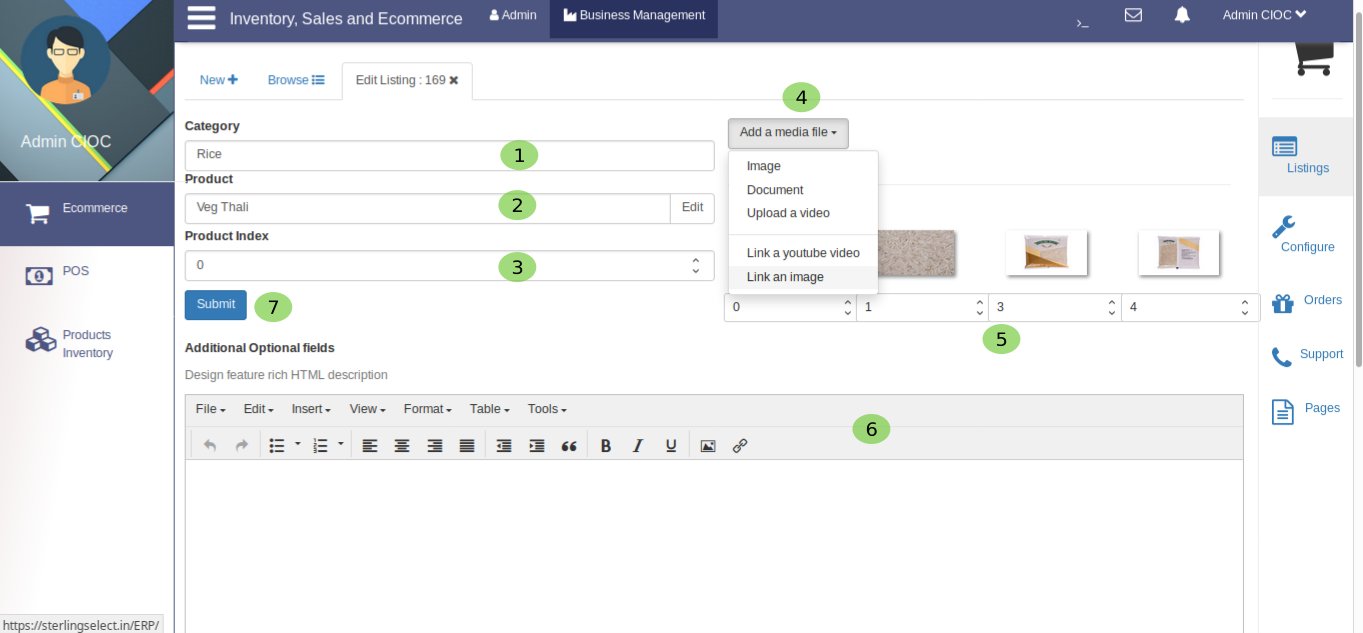 Inventory, Sales and Ecommerce
Admin
Business Management
>_
Admin CIOC
Admin CIOC
Ecommerce
POS
Products
Inventory
New
Browse
Edit Listing : 169
Category
Rice
1
Product
Veg Thali
2
Edit
Product Index
0
3
Submit
7
4
Add a media file
Image
Document
Upload a video
Link a youtube video
Link an image
0
1
3
4
5
Additional Optional fields
Design feature rich HTML description
File Edit Insert View Format Table Tools
6
B I U
Listings
Configure
Orders
Support
Pages
https://sterlingselect.in/ERP/